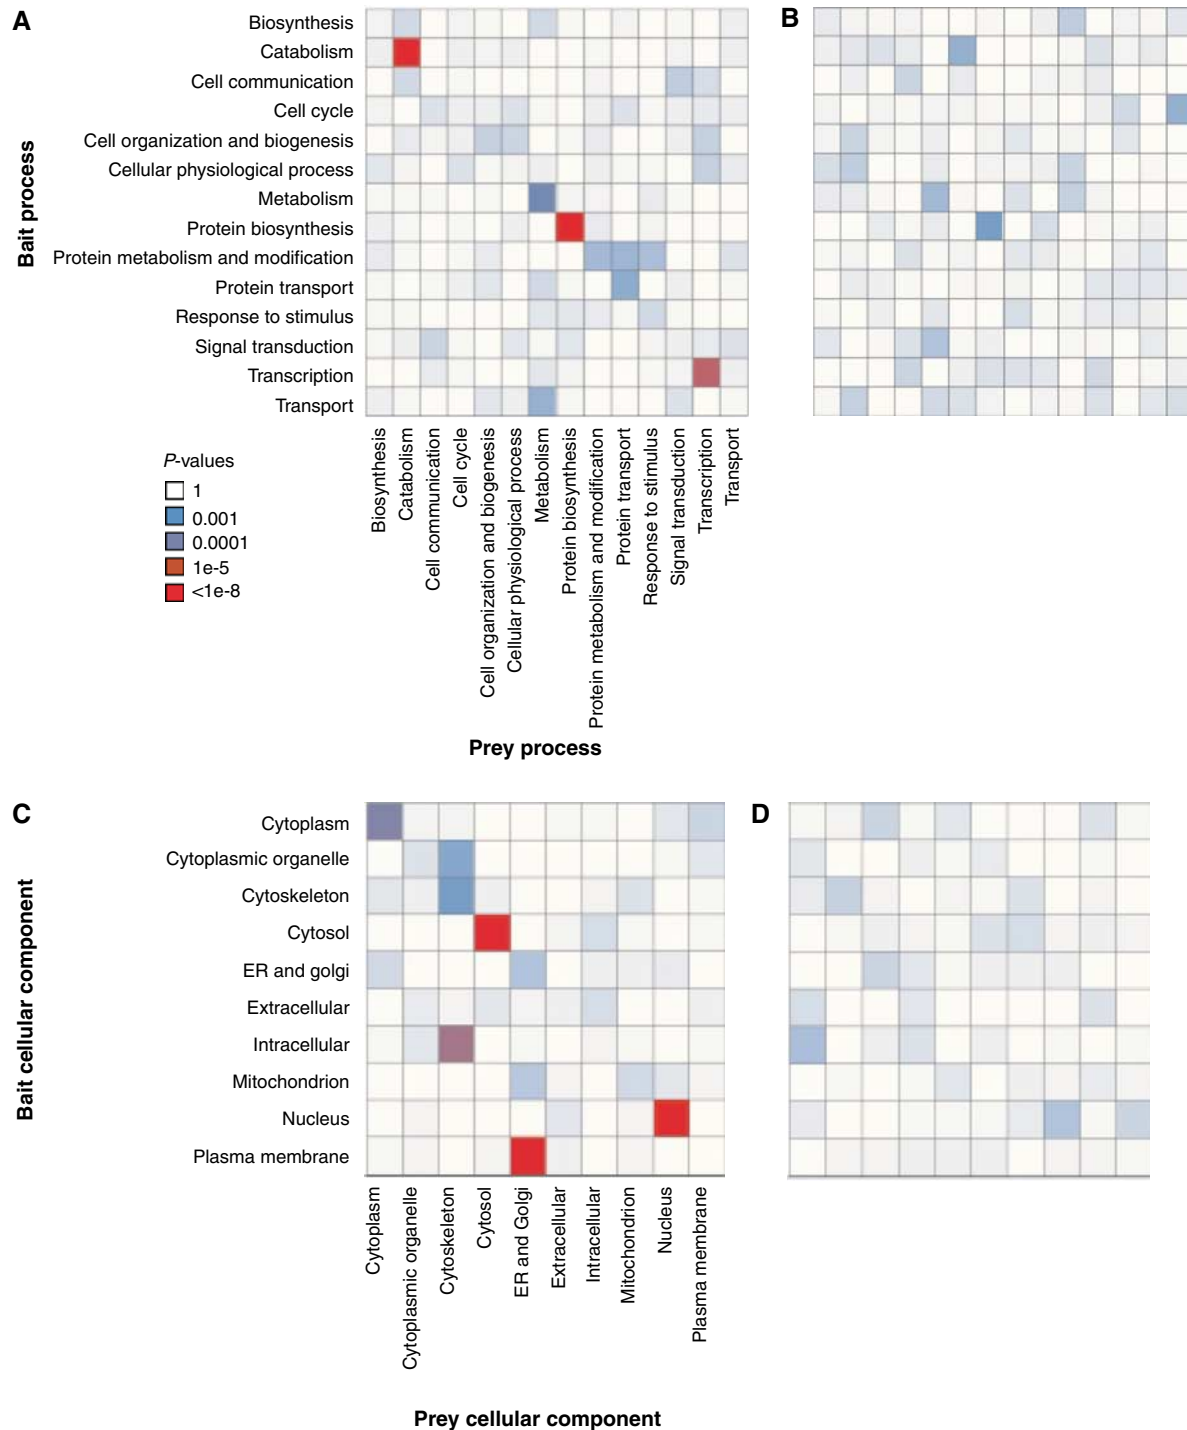 A
B
Bait process
Biosynthesis
Catabolism
Cell communication
Cell cycle
Cell organization and biogenesis
Cellular physiological process
Metabolism
Protein biosynthesis
Protein metabolism and modification
Protein transport
Response to stimulus
Signal transduction
Transcription
Transport
P-values
1
0.001
0.0001
1e-5
<1e-8
Biosynthesis
Catabolism
Cell communication
Cell cycle
Cell organization and biogenesis
Cellular physiological process
Metabolism
Protein biosynthesis
Protein metabolism and modification
Protein transport
Response to stimulus
Signal transduction
Transcription
Transport
Prey process
C
D
Bait cellular component
Cytoplasm
Cytoplasmic organelle
Cytoskeleton
Cytosol
ER and golgi
Extracellular
Intracellular
Mitochondrion
Nucleus
Plasma membrane
Cytoplasm
Cytoplasmic organelle
Cytoskeleton
Cytosol
ER and Golgi
Extracellular
Intracellular
Mitochondrion
Nucleus
Plasma membrane
Prey cellular component